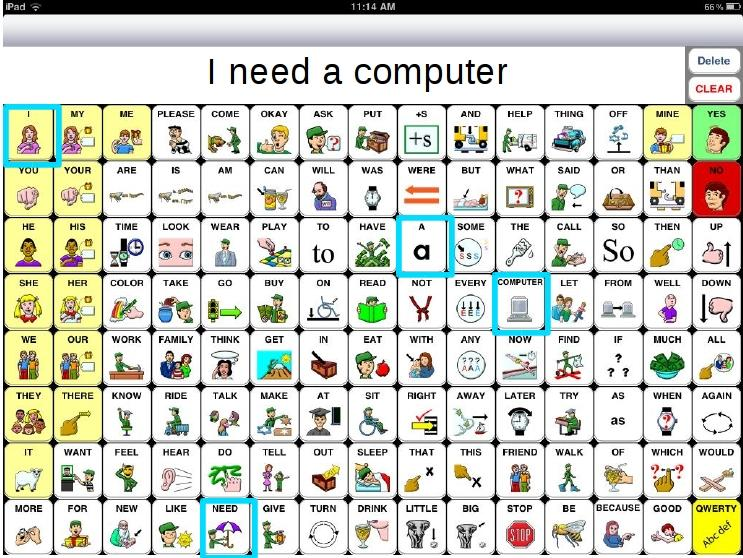 iPad 11:14 AM 66%
I need a computer
Delete
CLEAR
I MY ME PLEASE COME OKAY ASK PUT +S AND HELP THING OFF MINE YES
+s
YOU YOUR ARE IS AM CAN WILL WAS WERE BUT WHAT SAID OR THAN NO
?
HE HIS TIME LOOK WEAR PLAY TO HAVE A SOME THE CALL SO THEN UP
to a sss So
SHE HER COLOR TAKE GO BUY ON READ NOT EVERY COMPUTER LET FROM WELL DOWN
EEE
WE OUR WORK FAMILY THINK GET IN EAT WITH ANY NOW FIND IF MUCH ALL
???
AAA
? ?
THEY THERE KNOW RIDE TALK MAKE AT SIT RIGHT AWAY LATER TRY AS WHEN AGAIN
as ?
IT WANT FEEL HEAR DO TELL OUT SLEEP THAT THIS FRIEND WALK OF WHICH WOULD
x x ? ?
MORE FOR NEW LIKE NEED GIVE TURN DRINK LITTLE BIG STOP BE BECAUSE GOOD QWERTY
STOP Abc def